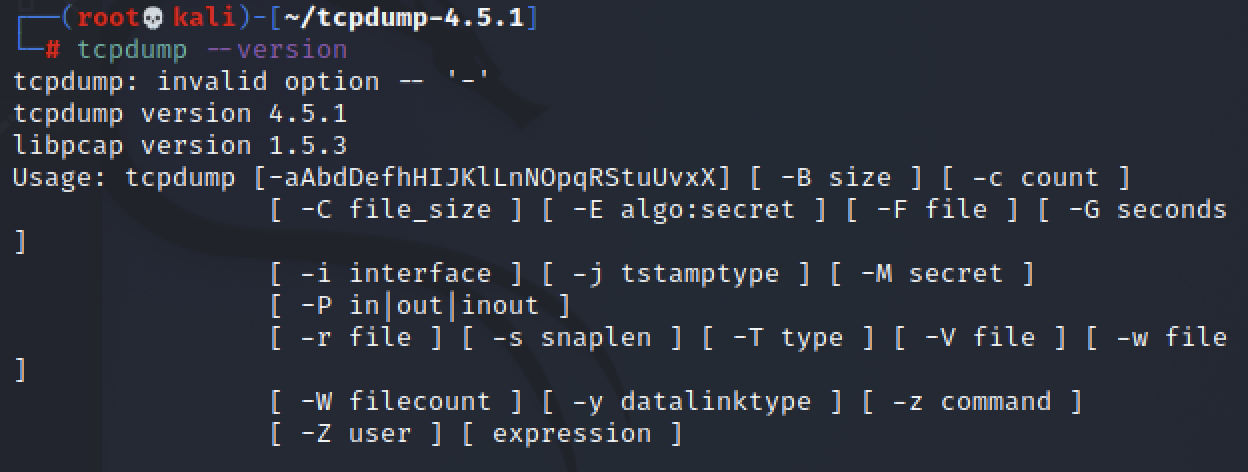 ┌──(root💀kali)-[~/tcpdump-4.5.1]
└─# tcpdump --version
tcpdump: invalid option -- '-'
tcpdump version 4.5.1
libpcap version 1.5.3
Usage: tcpdump [-aAbdDefhHIJKlLnNOpqRStuUvxX] [ -B size ] [ -c count ]
                [ -C file_size ] [ -E algo:secret ] [ -F file ] [ -G seconds
]
                [ -i interface ] [ -j tstamptype ] [ -M secret ]
                [ -P in|out|inout ]
                [ -r file ] [ -s snaplen ] [ -T type ] [ -V file ] [ -w file
]
                [ -W filecount ] [ -y datalinktype ] [ -z command ]
                [ -Z user ] [ expression ]